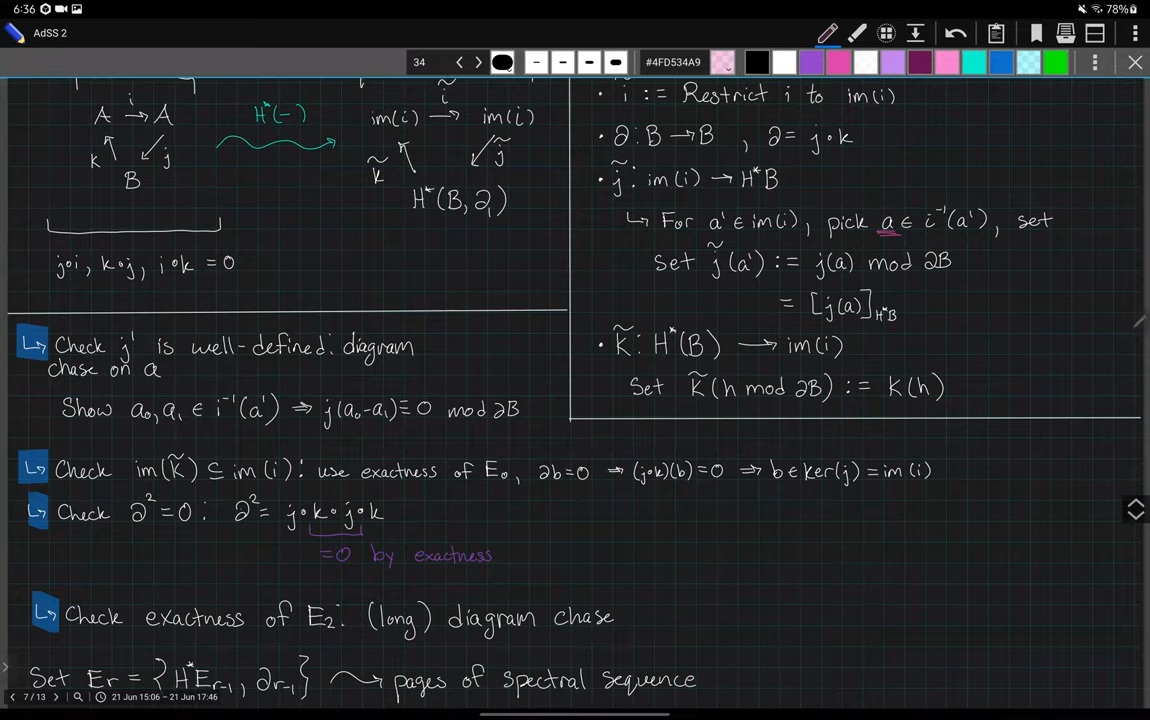 6:36
78%
AdSS 2
34
#4FD534A9
A →^i A
k j
B
H*(-)
ĩ
im(i) → im(i)
k̃ j̃
H*(B, ∂₁)
j∘i, k∘j, i∘k = 0
• ĩ := Restrict i to im(i)
• ∂: B → B , ∂ = j∘k
• j̃: im(i) → H*B
↳ For a' ∈ im(i), pick a ∈ i⁻¹(a'), set
set j̃(a') := j(a) mod ∂B
= [j(a)]_H*B
• k̃: H*(B) → im(i)
Set k̃(h mod ∂B) := k(h)
↳ Check j' is well-defined: diagram
chase on a
Show a₀, a₁ ∈ i⁻¹(a') ⇒ j(a₀-a₁) ≡ 0 mod ∂B
↳ Check im(k̃) ⊆ im(i): use exactness of E₀, ∂b=0 ⇒ (j∘k)(b)=0 ⇒ b ∈ ker(j) = im(i)
↳ Check ∂²=0: ∂² = j∘k∘j∘k
=0 by exactness
↳ Check exactness of E₂: (long) diagram chase
Set Er = {H*E_r-1, ∂_r-1} ⇝ pages of spectral sequence
7/13
21 Jun 15:06 – 21 Jun 17:46